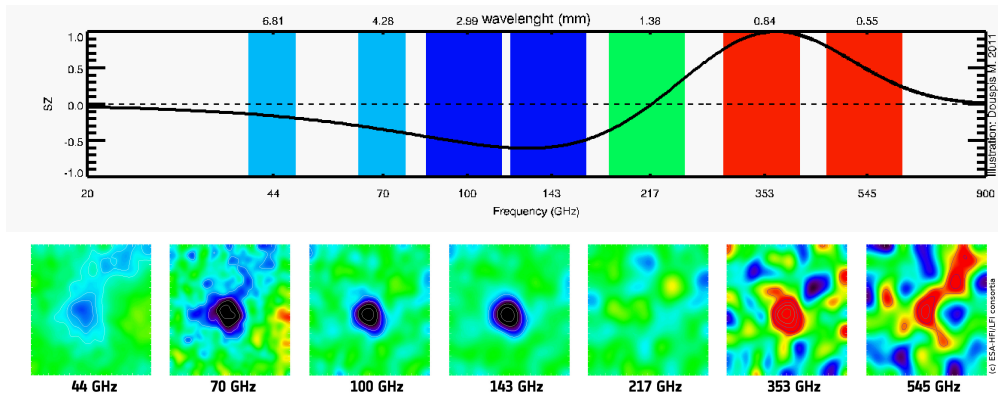 wavelenght (mm)
6.81 4.28 2.99 1.38 0.84 0.55
1.0
0.5
0.0
-0.5
-1.0
SZ
20 44 70 100 143 217 353 545 900
Frequency (GHz)
Illustration: Douspis M. 2011
44 GHz 70 GHz 100 GHz 143 GHz 217 GHz 353 GHz 545 GHz
(c) ESA-HFI/LFI consortia